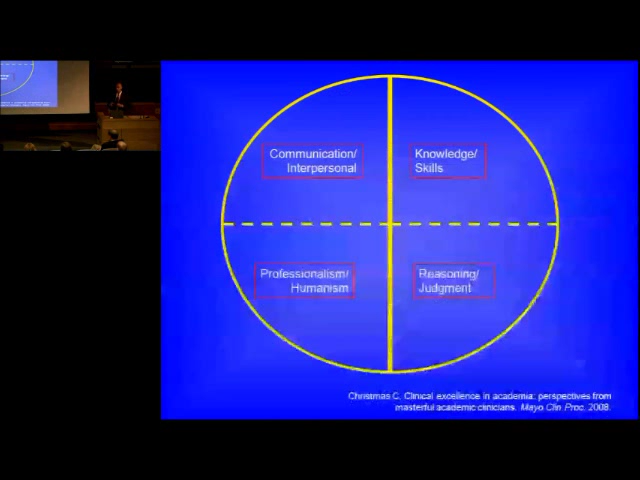 Communication/
Interpersonal
Knowledge/
Skills
Professionalism/
Humanism
Reasoning/
Judgment
Christmas C. Clinical excellence in academia: perspectives from
masterful academic clinicians. Mayo Clin Proc. 2008.